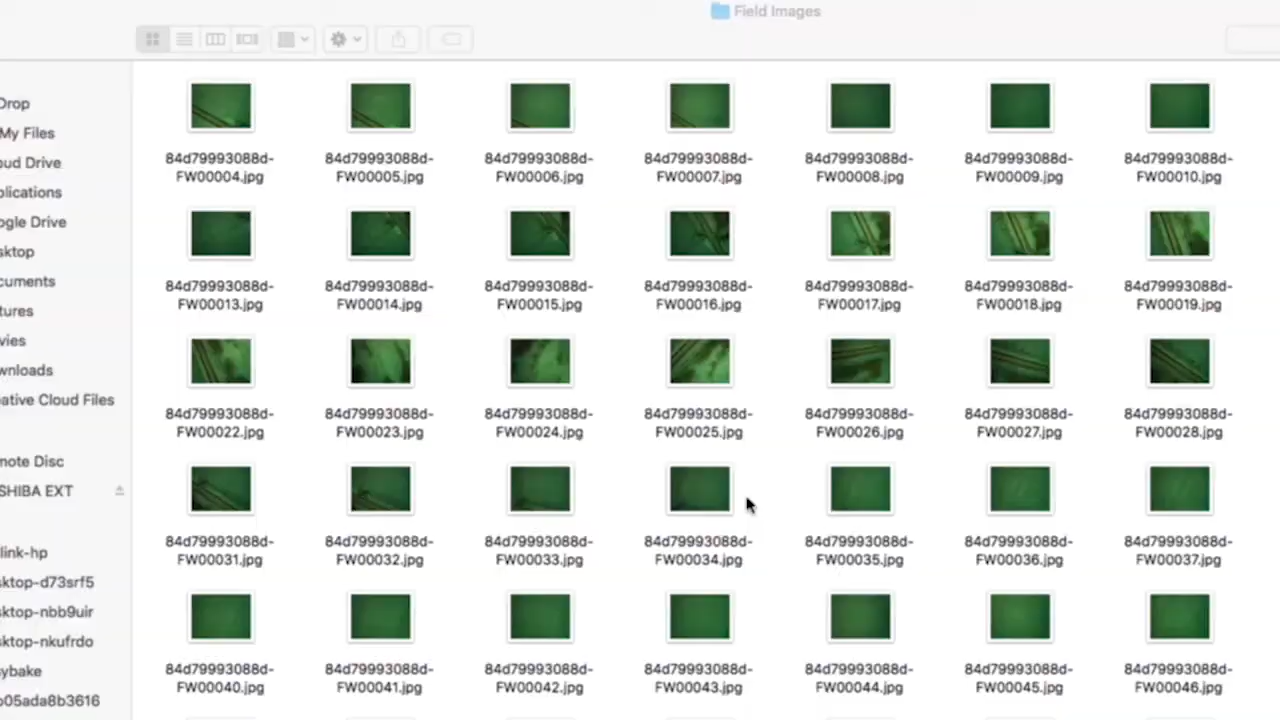 Field Images
Drop
My Files
oud Drive
plications
ogle Drive
sktop
cuments
tures
vies
wnloads
eative Cloud Files
mote Disc
SHIBA EXT
link-hp
sktop-d73srf5
sktop-nbb9uir
sktop-nkufrdo
sybake
o05ada8b3616
84d79993088d-
FW00004.jpg
84d79993088d-
FW00005.jpg
84d79993088d-
FW00006.jpg
84d79993088d-
FW00007.jpg
84d79993088d-
FW00008.jpg
84d79993088d-
FW00009.jpg
84d79993088d-
FW00010.jpg
84d79993088d-
FW00013.jpg
84d79993088d-
FW00014.jpg
84d79993088d-
FW00015.jpg
84d79993088d-
FW00016.jpg
84d79993088d-
FW00017.jpg
84d79993088d-
FW00018.jpg
84d79993088d-
FW00019.jpg
84d79993088d-
FW00022.jpg
84d79993088d-
FW00023.jpg
84d79993088d-
FW00024.jpg
84d79993088d-
FW00025.jpg
84d79993088d-
FW00026.jpg
84d79993088d-
FW00027.jpg
84d79993088d-
FW00028.jpg
84d79993088d-
FW00031.jpg
84d79993088d-
FW00032.jpg
84d79993088d-
FW00033.jpg
84d79993088d-
FW00034.jpg
84d79993088d-
FW00035.jpg
84d79993088d-
FW00036.jpg
84d79993088d-
FW00037.jpg
84d79993088d-
FW00040.jpg
84d79993088d-
FW00041.jpg
84d79993088d-
FW00042.jpg
84d79993088d-
FW00043.jpg
84d79993088d-
FW00044.jpg
84d79993088d-
FW00045.jpg
84d79993088d-
FW00046.jpg